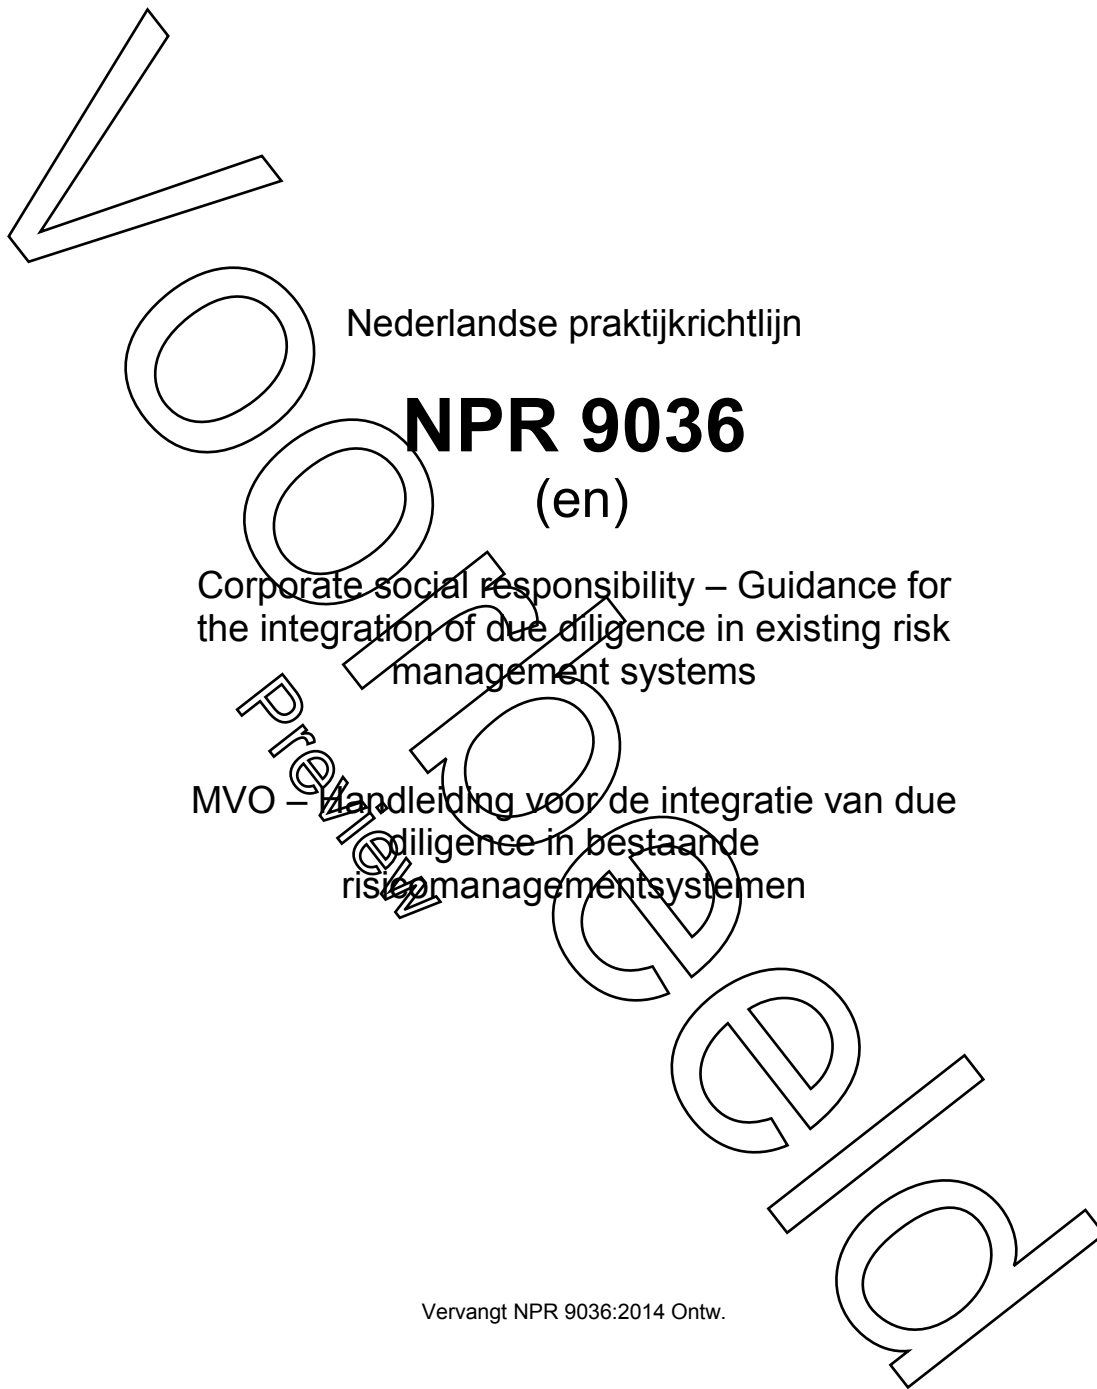 Nederlandse praktijkrichtlijn
NPR 9036
(en)
Corporate social responsibility – Guidance for
the integration of due diligence in existing risk
management systems
MVO – Handleiding voor de integratie van due
diligence in bestaande
risicomanagementsystemen
Vervangt NPR 9036:2014 Ontw.
Voorbeeld
Preview